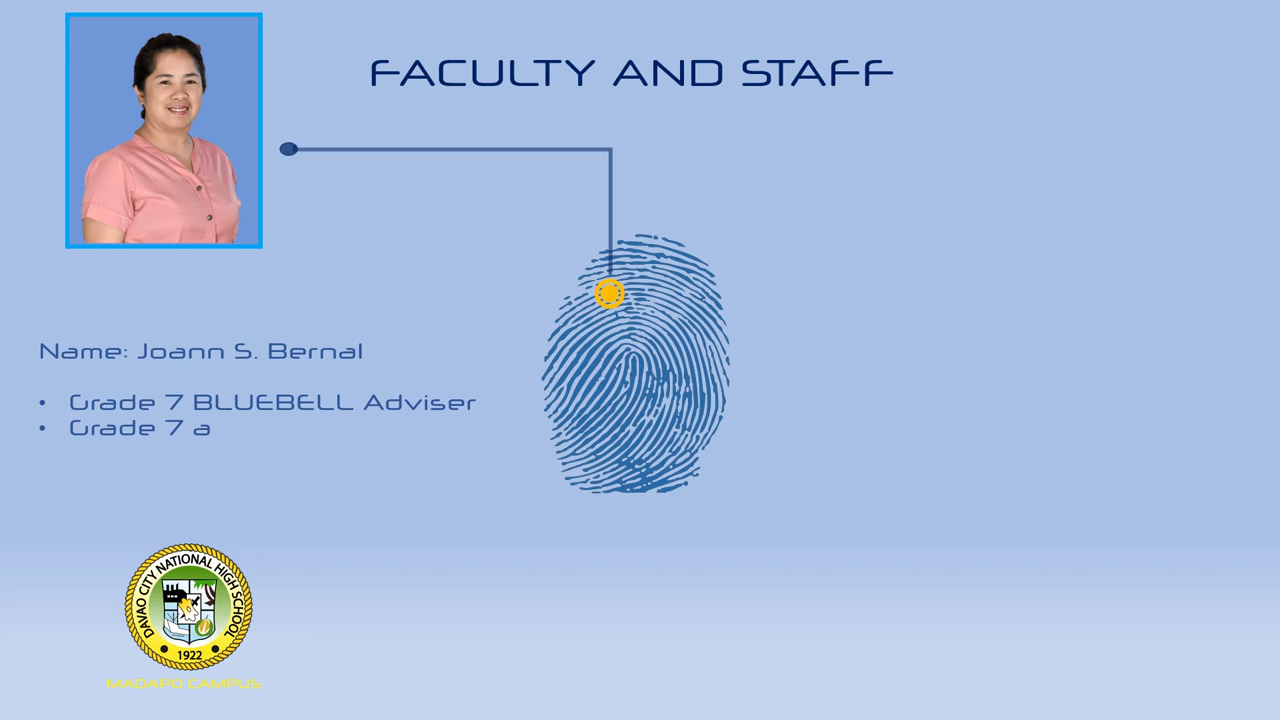 FACULTY AND STAFF
Name: Joann S. Bernal
• Grade 7 BLUEBELL Adviser
• Grade 7 a
DAVAO CITY NATIONAL HIGH SCHOOL
1922
MADAPO CAMPUS